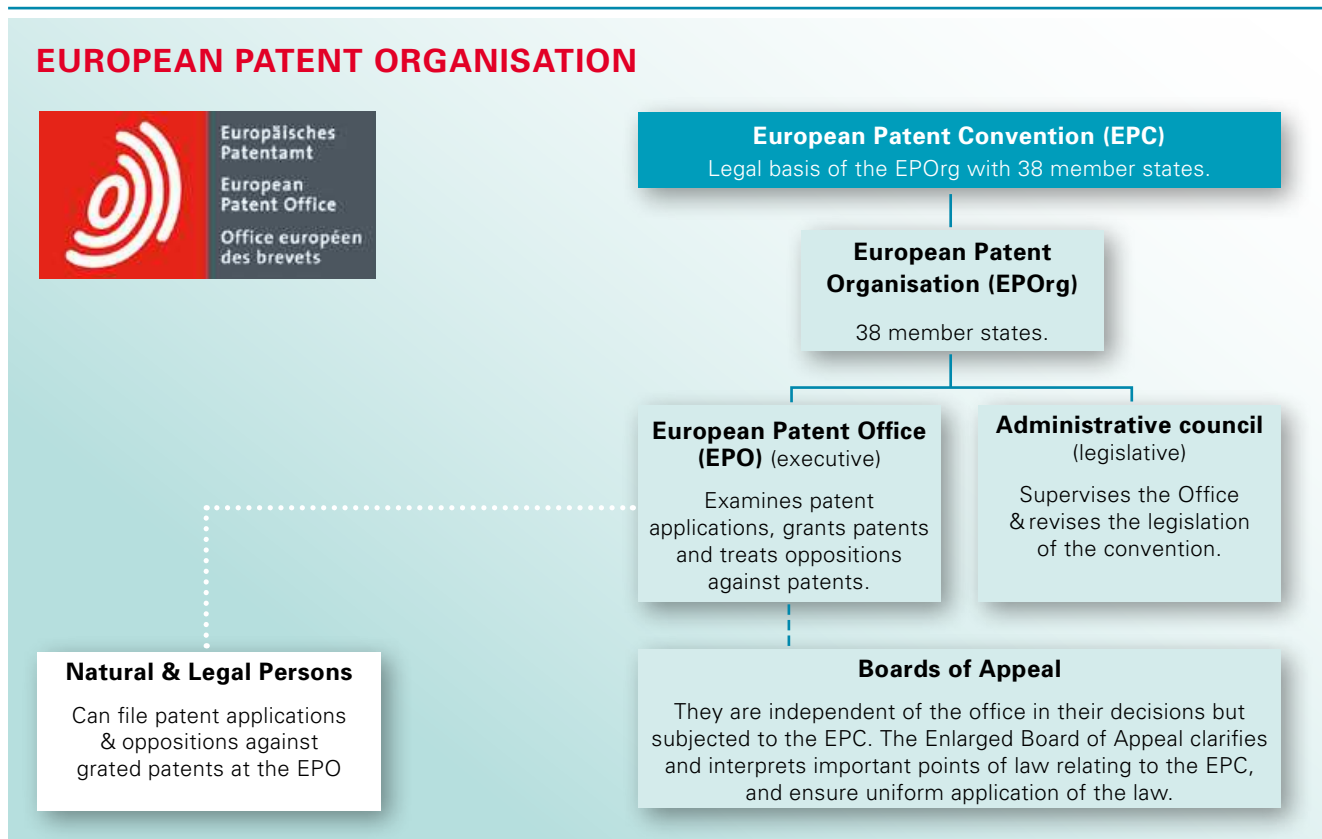 EUROPEAN PATENT ORGANISATION
Europäisches
Patentamt
European
Patent Office
Office européen
des brevets
European Patent Convention (EPC)
Legal basis of the EPOrg with 38 member states.
European Patent
Organisation (EPOrg)
38 member states.
European Patent Office
(EPO) (executive)
Examines patent
applications, grants patents
and treats oppositions
against patents.
Administrative council
(legislative)
Supervises the Office
& revises the legislation
of the convention.
Natural & Legal Persons
Can file patent applications
& oppositions against
grated patents at the EPO
Boards of Appeal
They are independent of the office in their decisions but
subjected to the EPC. The Enlarged Board of Appeal clarifies
and interprets important points of law relating to the EPC,
and ensure uniform application of the law.